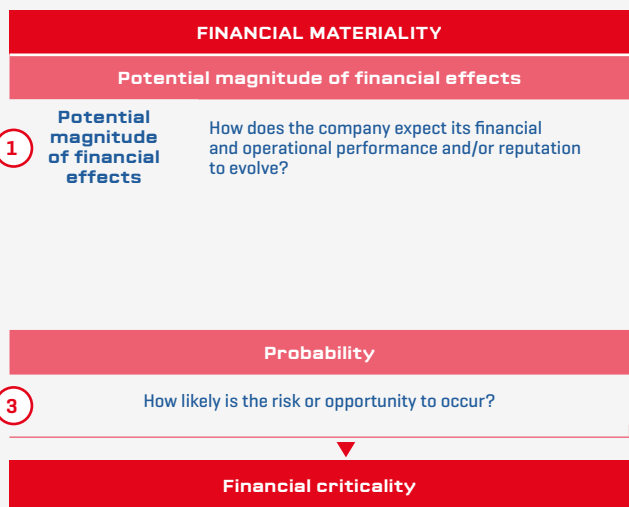 FINANCIAL MATERIALITY
Potential magnitude of financial effects
1
Potential
magnitude
of financial
effects
How does the company expect its financial
and operational performance and/or reputation
to evolve?
Probability
3
How likely is the risk or opportunity to occur?
Financial criticality